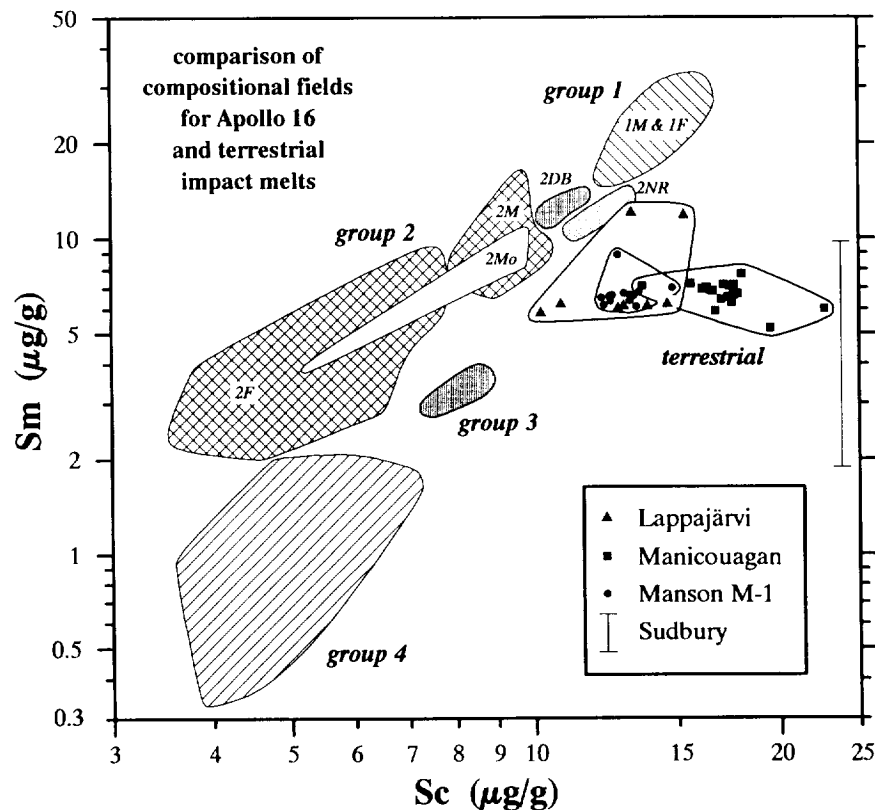 comparison of
compositional fields
for Apollo 16
and terrestrial
impact melts
group 1
1M & 1F
2DB
2NR
2M
group 2
2Mo
2F
terrestrial
group 3
group 4
Lappajärvi
Manicouagan
Manson M-1
Sudbury
50
20
10
5
2
1
0.5
0.3
Sm (μg/g)
3
4
5
6
7
8
9
10
15
20
25
Sc (μg/g)